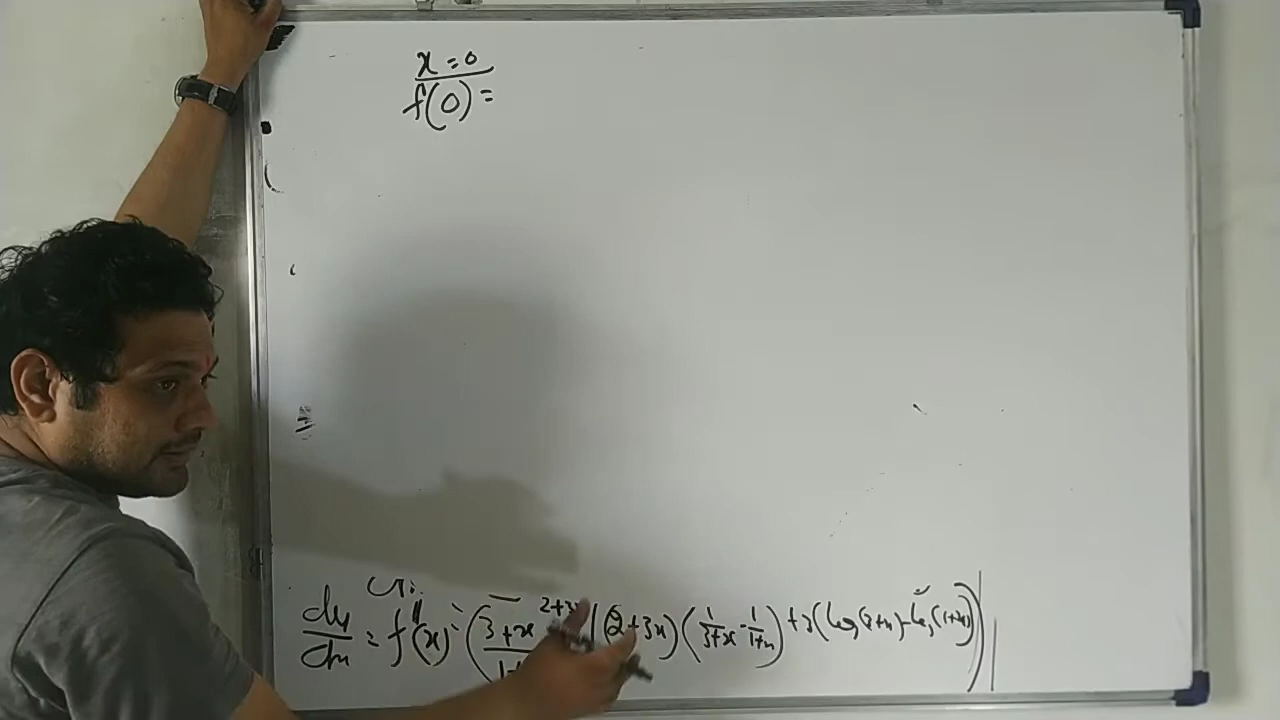 x = 0
f(0) =
dy/dx = f'(x) = (3+x/1+x)^2+3x ((2+3x)(1/3+x - 1/1+x) + 3(log(3+x) - log(1+x)))